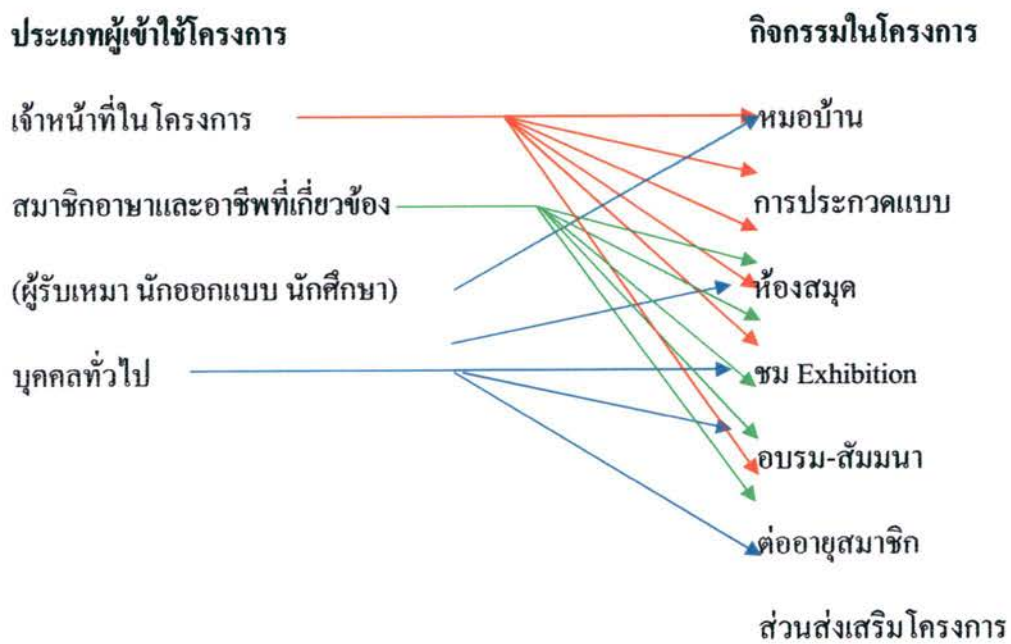 ประเภทผู้เข้าใช้โครงการ
กิจกรรมในโครงการ
เจ้าหน้าที่ในโครงการ
หมอบ้าน
สมาชิกอาษาและอาชีพที่เกี่ยวข้อง
การประกวดแบบ
(ผู้รับเหมา นักออกแบบ นักศึกษา)
ห้องสมุด
บุคคลทั่วไป
ชม Exhibition
อบรม-สัมมนา
ต่ออายุสมาชิก
ส่วนส่งเสริมโครงการ